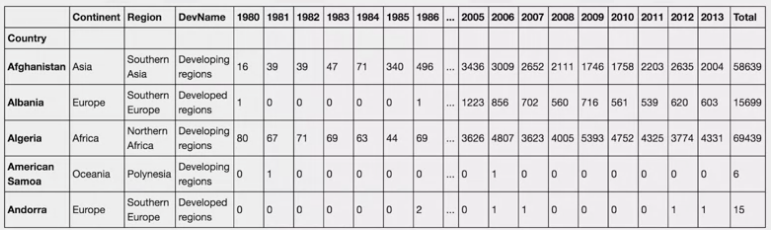 Continent Region DevName 1980 1981 1982 1983 1984 1985 1986 ... 2005 2006 2007 2008 2009 2010 2011 2012 2013 Total
Country
Afghanistan Asia Southern Asia Developing regions 16 39 39 47 71 340 496 ... 3436 3009 2652 2111 1746 1758 2203 2635 2004 58639
Albania Europe Southern Europe Developed regions 1 0 0 0 0 0 1 ... 1223 856 702 560 716 561 539 620 603 15699
Algeria Africa Northern Africa Developing regions 80 67 71 69 63 44 69 ... 3626 4807 3623 4005 5393 4752 4325 3774 4331 69439
American Samoa Oceania Polynesia Developing regions 0 1 0 0 0 0 0 ... 0 1 0 0 0 0 0 0 0 6
Andorra Europe Southern Europe Developed regions 0 0 0 0 0 0 2 ... 0 1 1 0 0 0 0 1 1 15